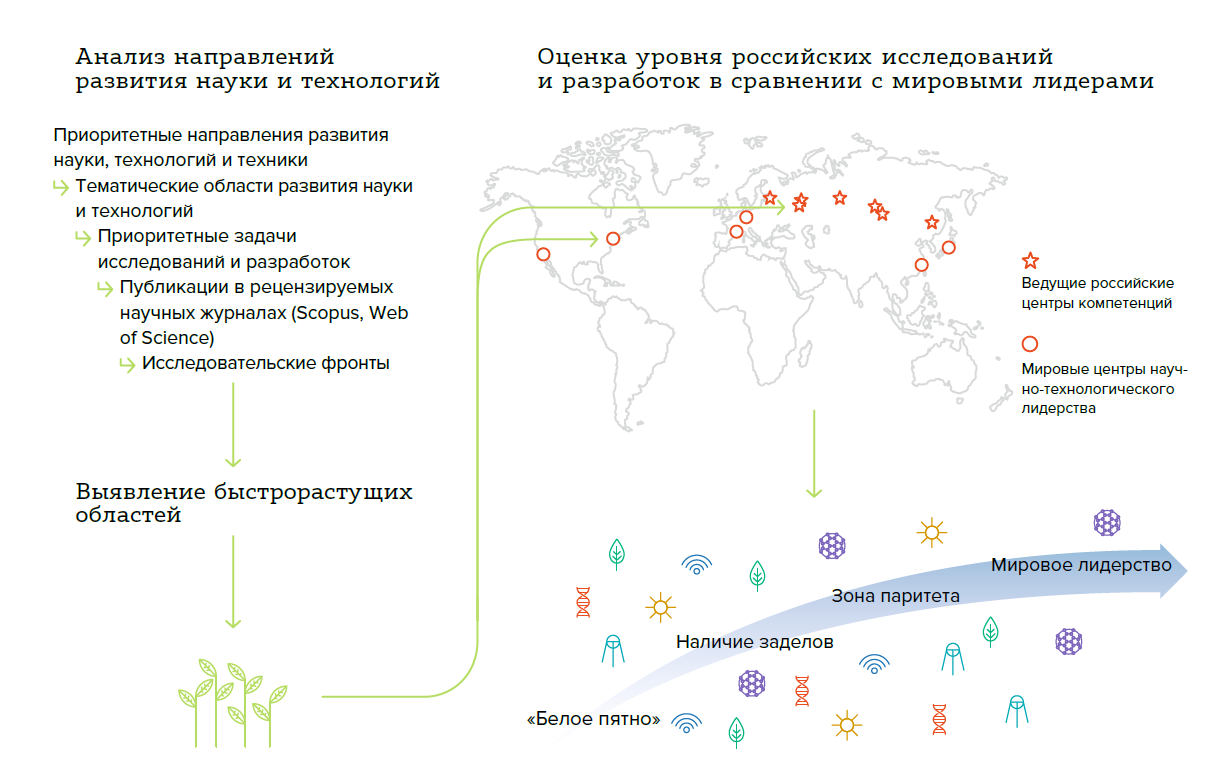 Анализ направлений
развития науки и технологий
Приоритетные направления развития
науки, технологий и техники
Тематические области развития науки
и технологий
Приоритетные задачи
исследований и разработок
Публикации в рецензируемых
научных журналах (Scopus, Web
of Science)
Исследовательские фронты
Выявление быстрорастущих
областей
Оценка уровня российских исследований
и разработок в сравнении с мировыми лидерами
Ведущие российские
центры компетенций
Мировые центры науч-
но-технологического
лидерства
Мировое лидерство
Зона паритета
Наличие заделов
«Белое пятно»